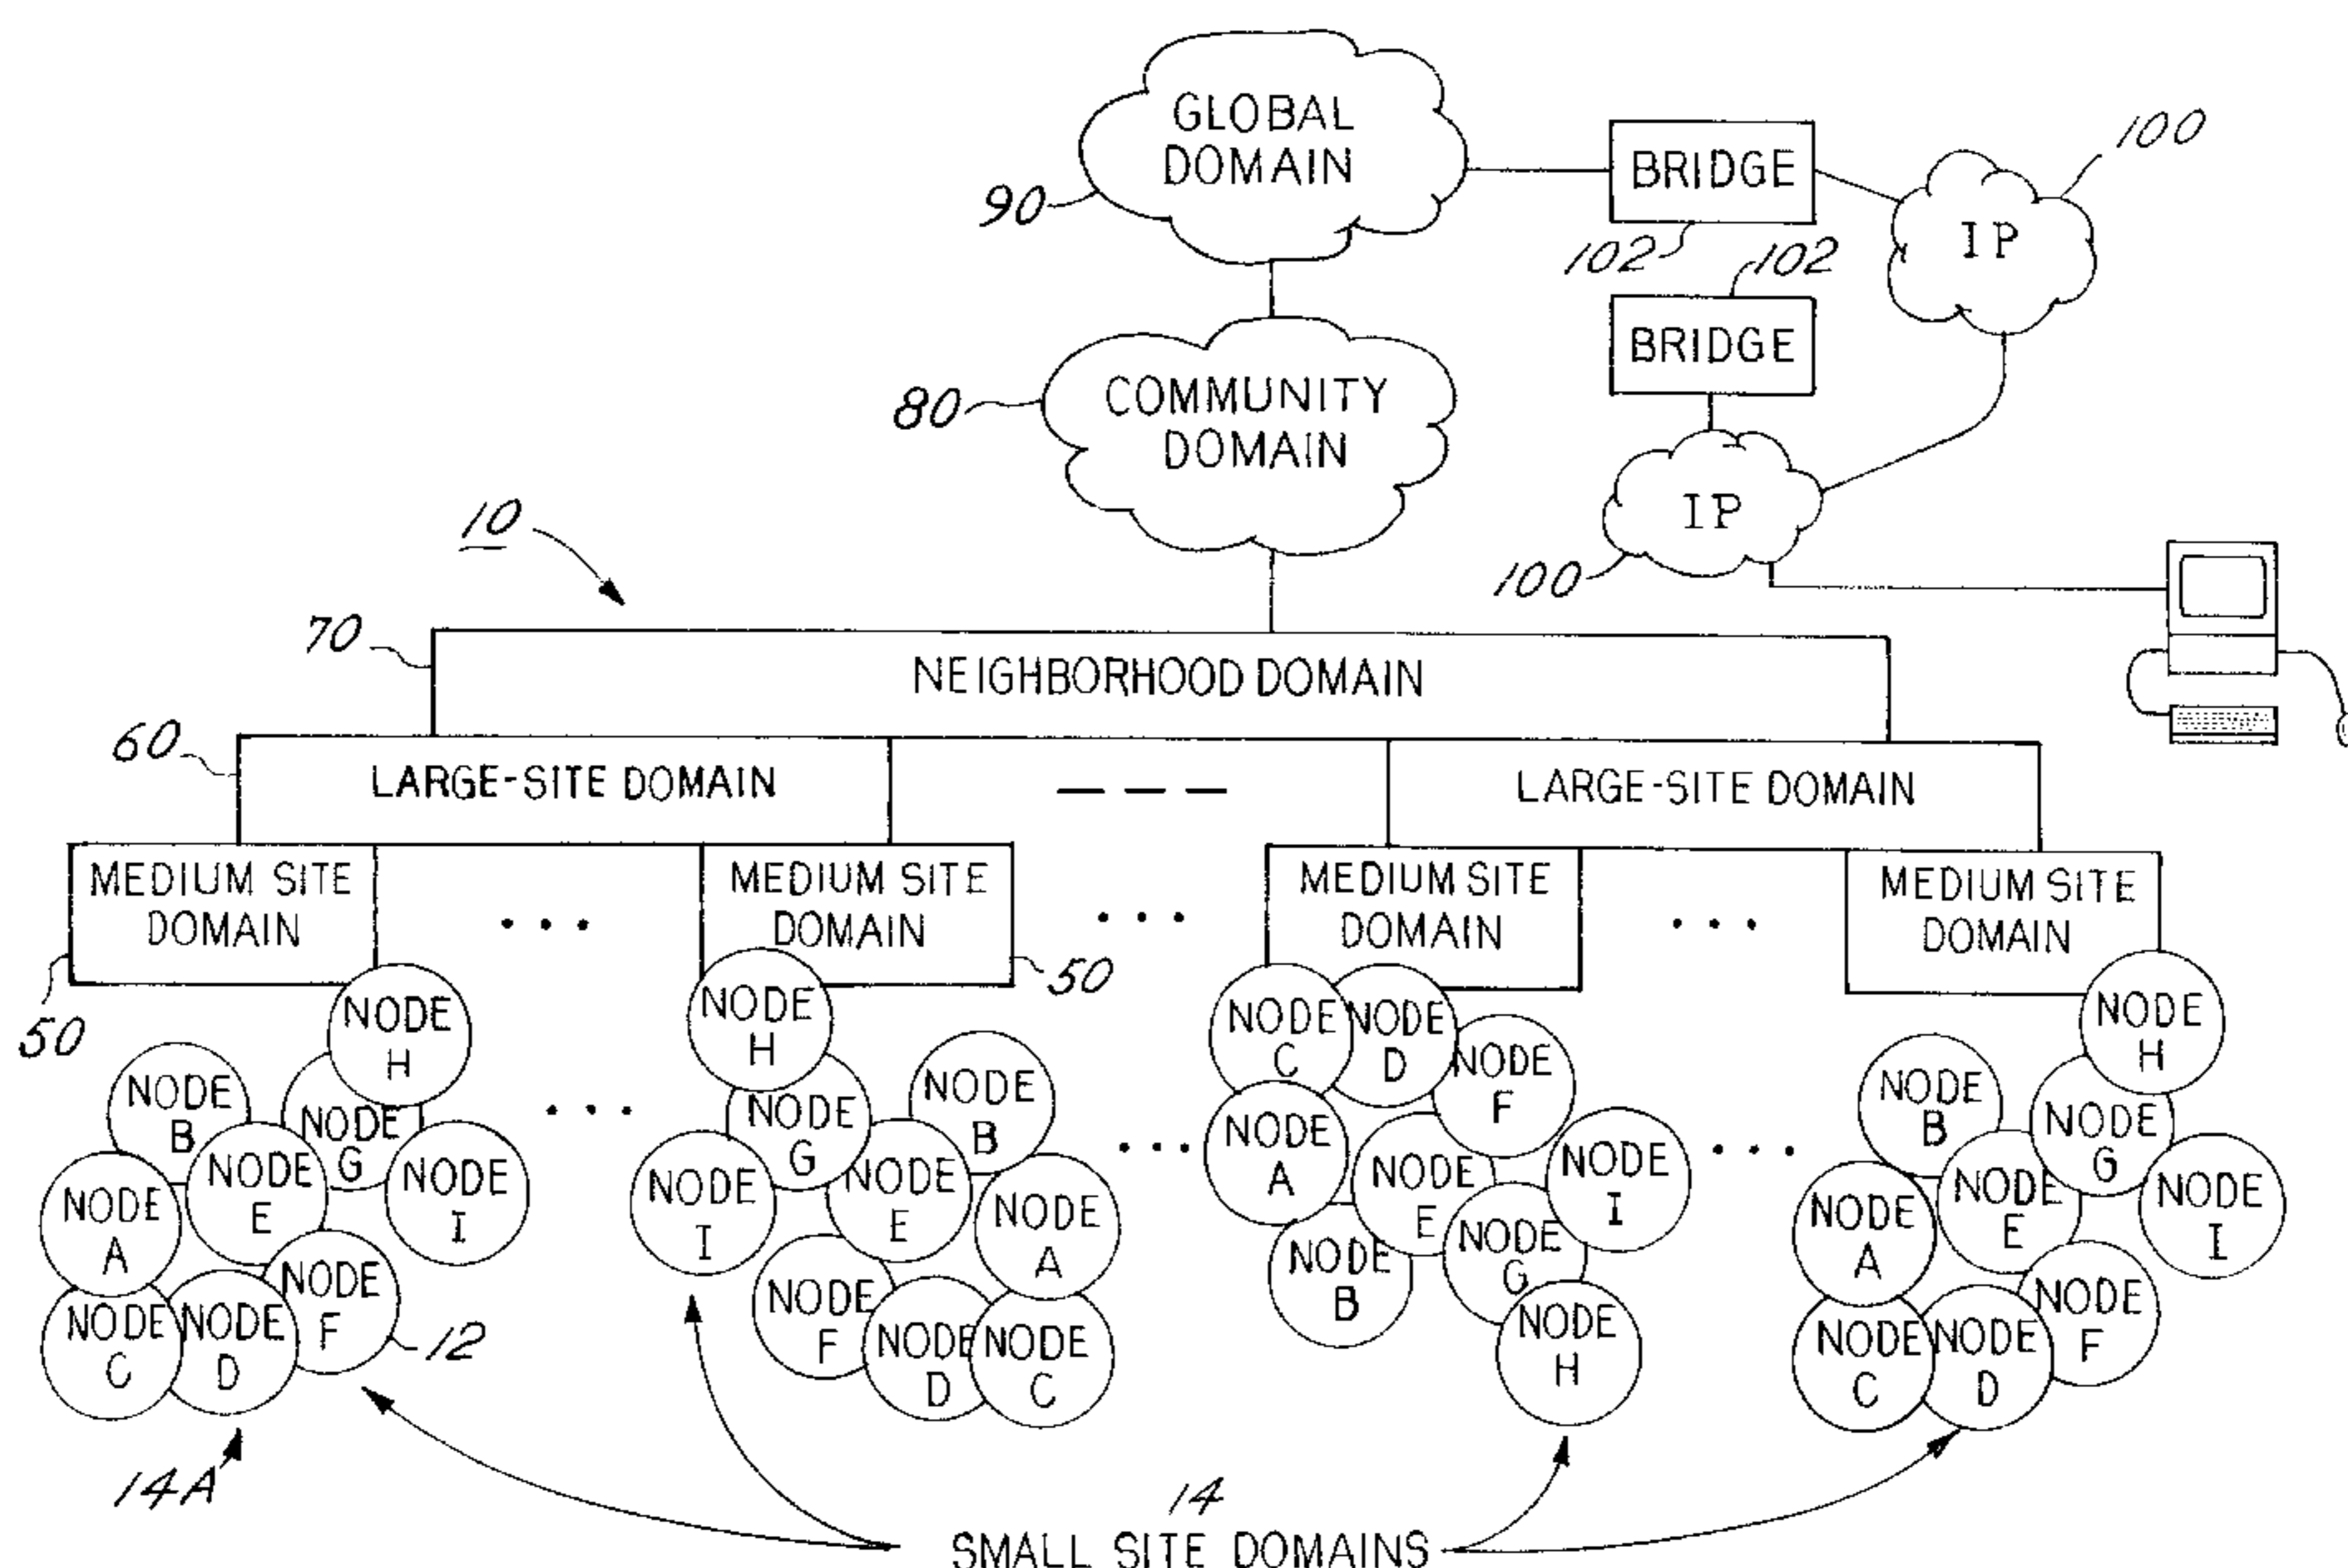 GLOBAL
DOMAIN
90
BRIDGE
102
100
IP
102
BRIDGE
COMMUNITY
DOMAIN
80
IP
100
10
70
NEIGHBORHOOD DOMAIN
60
LARGE-SITE DOMAIN
LARGE-SITE DOMAIN
MEDIUM SITE
DOMAIN
MEDIUM SITE
DOMAIN
MEDIUM SITE
DOMAIN
MEDIUM SITE
DOMAIN
50
50
NODE
H
NODE
B
NODE
G
NODE
E
NODE
I
NODE
A
NODE
F
NODE
C
NODE
D
12
14A
NODE
H
NODE
G
NODE
B
NODE
I
NODE
E
NODE
A
NODE
F
NODE
D
NODE
C
NODE
C
NODE
D
NODE
F
NODE
A
NODE
E
NODE
I
NODE
B
NODE
G
NODE
H
NODE
H
NODE
B
NODE
G
NODE
E
NODE
I
NODE
A
NODE
F
NODE
C
NODE
D
14
SMALL SITE DOMAINS